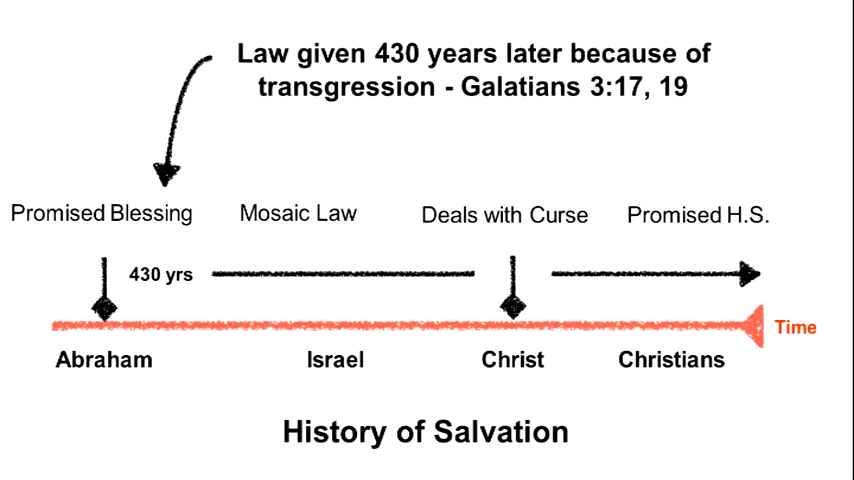 Law given 430 years later because of
transgression - Galatians 3:17, 19
Promised Blessing
Mosaic Law
Deals with Curse
Promised H.S.
430 yrs
Time
Abraham
Israel
Christ
Christians
History of Salvation